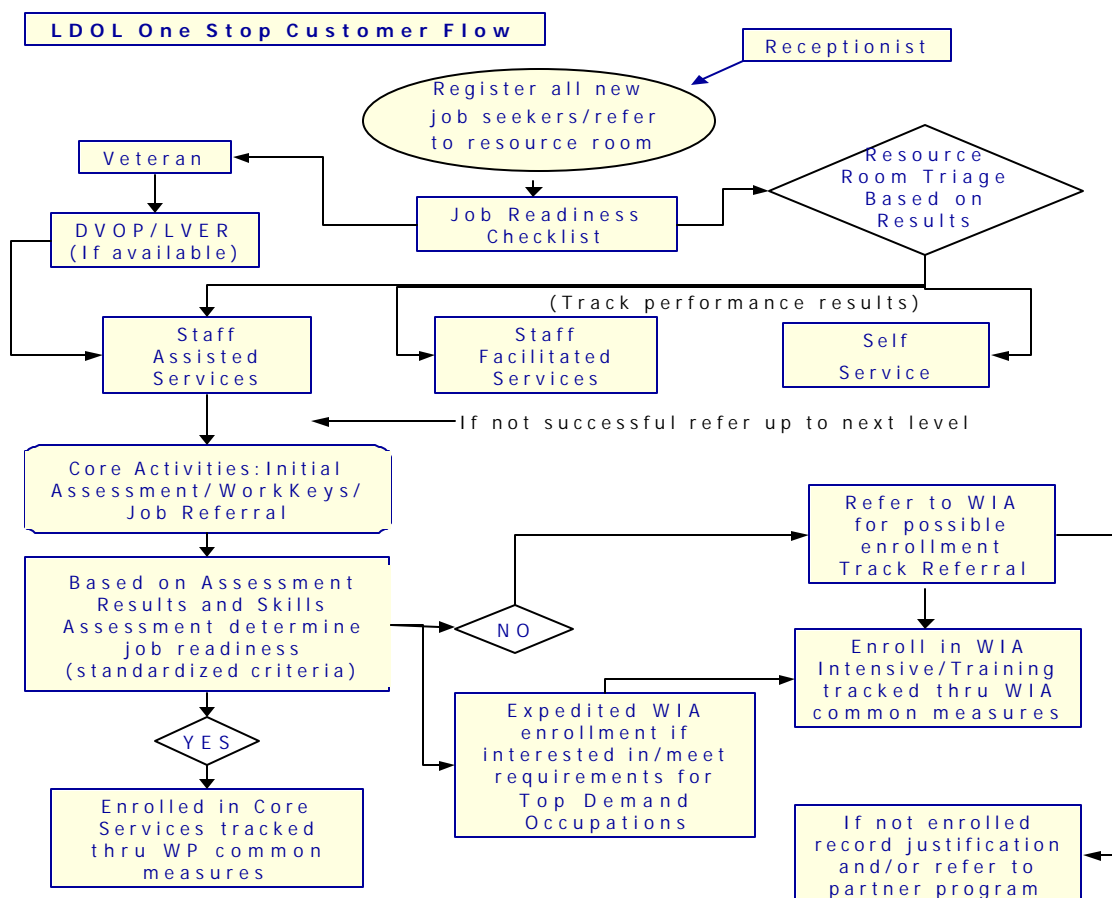 LDOL One Stop Customer Flow
Receptionist
Register all new
job seekers/refer
to resource room
Veteran
Resource
Room Triage
Based on
Results
Job Readiness
Checklist
DVOP/LVER
(If available)
(Track performance results)
Staff
Assisted
Services
Staff
Facilitated
Services
Self
Service
If not successful refer up to next level
Core Activities:Initial
Assessment/WorkKeys/
Job Referral
Refer to WIA
for possible
enrollment
Track Referral
Based on Assessment
Results and Skills
Assessment determine
job readiness
(standardized criteria)
NO
Enroll in WIA
Intensive/Training
tracked thru WIA
common measures
Expedited WIA
enrollment if
interested in/meet
requirements for
Top Demand
Occupations
YES
Enrolled in Core
Services tracked
thru WP common
measures
If not enrolled
record justification
and/or refer to
partner program